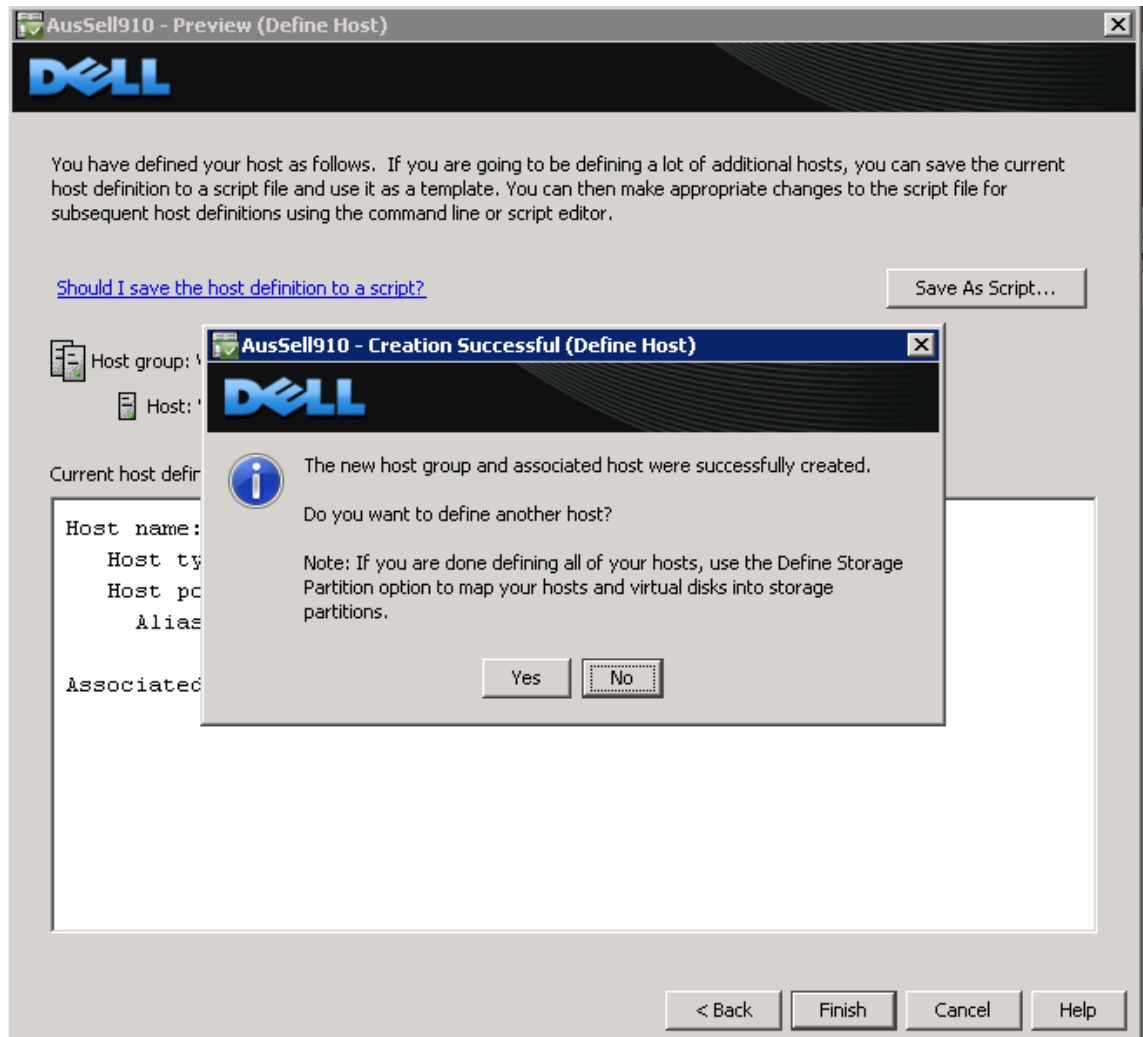 AusSell910 - Preview (Define Host)
DELL
You have defined your host as follows. If you are going to be defining a lot of additional hosts, you can save the current
host definition to a script file and use it as a template. You can then make appropriate changes to the script file for
subsequent host definitions using the command line or script editor.
Should I save the host definition to a script?
Save As Script...
Host group:
Host:
Current host
Host name:
Host
Host
Associated
AusSell910 - Creation Successful (Define Host)
DELL
The new host group and associated host were successfully created.
Do you want to define another host?
Note: If you are done defining all of your hosts, use the Define Storage
Partition option to map your hosts and virtual disks into storage
partitions.
Yes
No
< Back
Finish
Cancel
Help